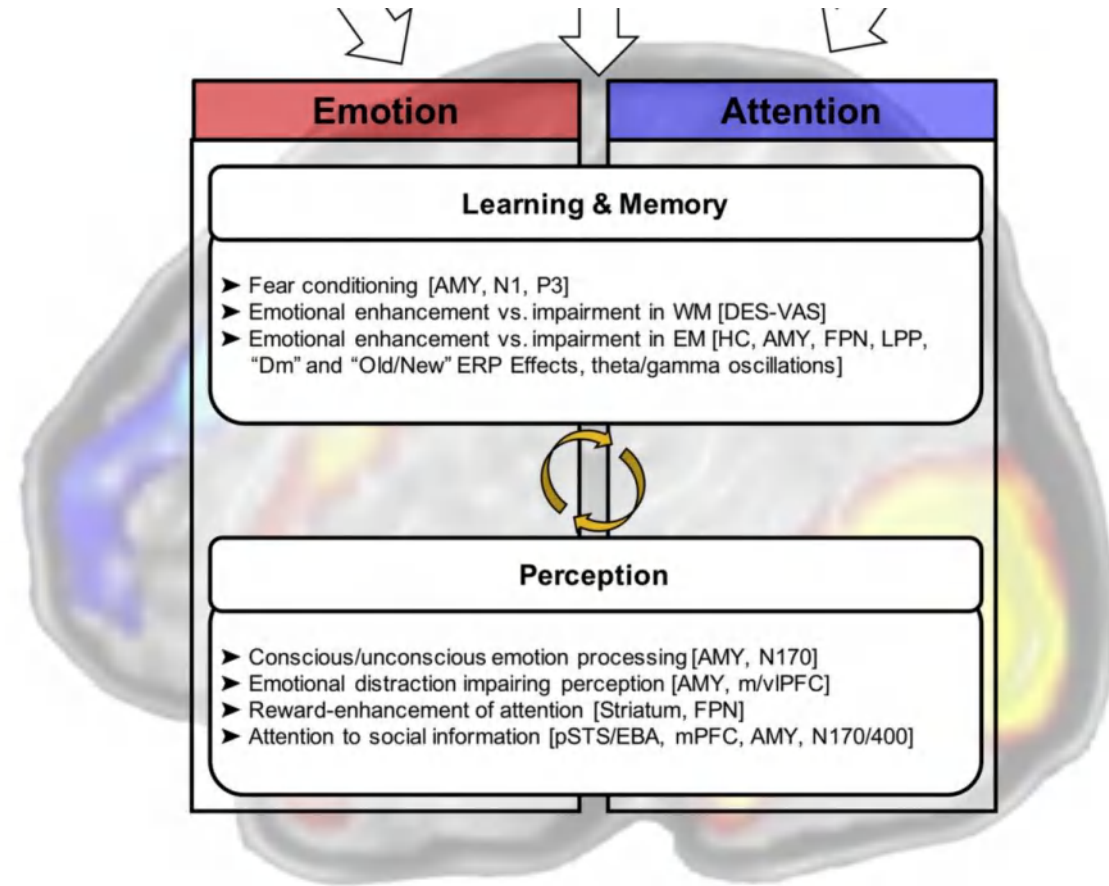 Emotion
Attention
Learning & Memory
➤ Fear conditioning [AMY, N1, P3]
➤ Emotional enhancement vs. impairment in WM [DES-VAS]
➤ Emotional enhancement vs. impairment in EM [HC, AMY, FPN, LPP,
“Dm” and “Old/New” ERP Effects, theta/gamma oscillations]
Perception
➤ Conscious/unconscious emotion processing [AMY, N170]
➤ Emotional distraction impairing perception [AMY, m/vlPFC]
➤ Reward-enhancement of attention [Striatum, FPN]
➤ Attention to social information [pSTS/EBA, mPFC, AMY, N170/400]